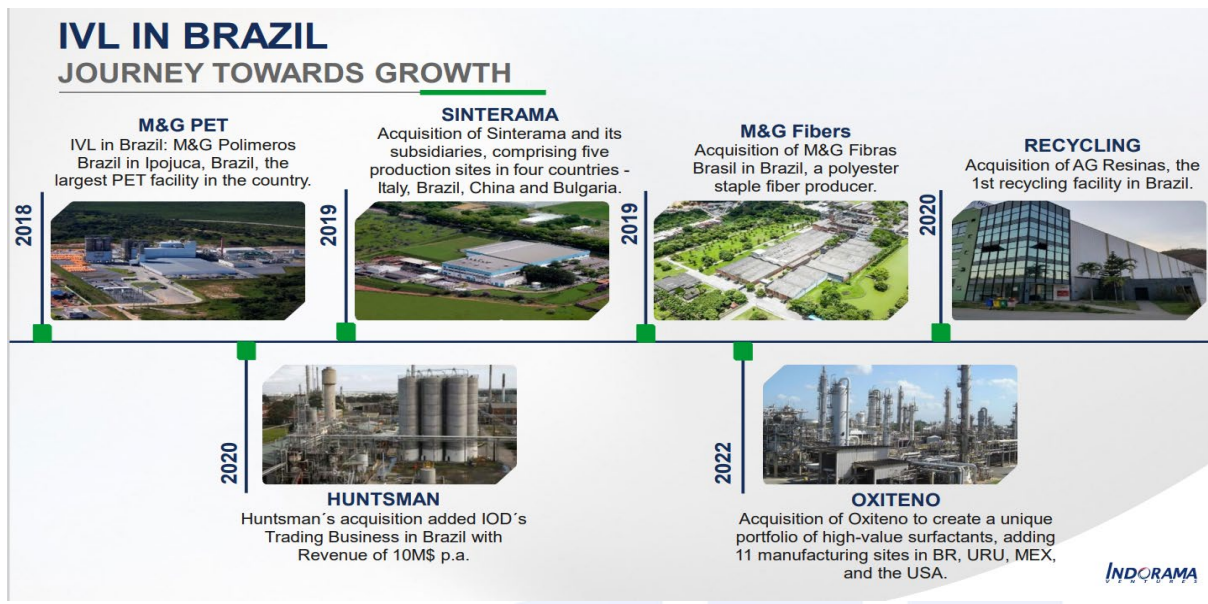 IVL IN BRAZIL
JOURNEY TOWARDS GROWTH
2018
M&G PET
IVL in Brazil: M&G Polimeros
Brazil in Ipojuca, Brazil, the
largest PET facility in the country.
2019
SINTERAMA
Acquisition of Sinterama and its
subsidiaries, comprising five
production sites in four countries -
Italy, Brazil, China and Bulgaria.
2019
M&G Fibers
Acquisition of M&G Fibras
Brasil in Brazil, a polyester
staple fiber producer.
2020
RECYCLING
Acquisition of AG Resinas, the
1st recycling facility in Brazil.
2020
HUNTSMAN
Huntsman´s acquisition added IOD´s
Trading Business in Brazil with
Revenue of 10M$ p.a.
2022
OXITENO
Acquisition of Oxiteno to create a unique
portfolio of high-value surfactants, adding
11 manufacturing sites in BR, URU, MEX,
and the USA.
INDORAMA
VENTURES